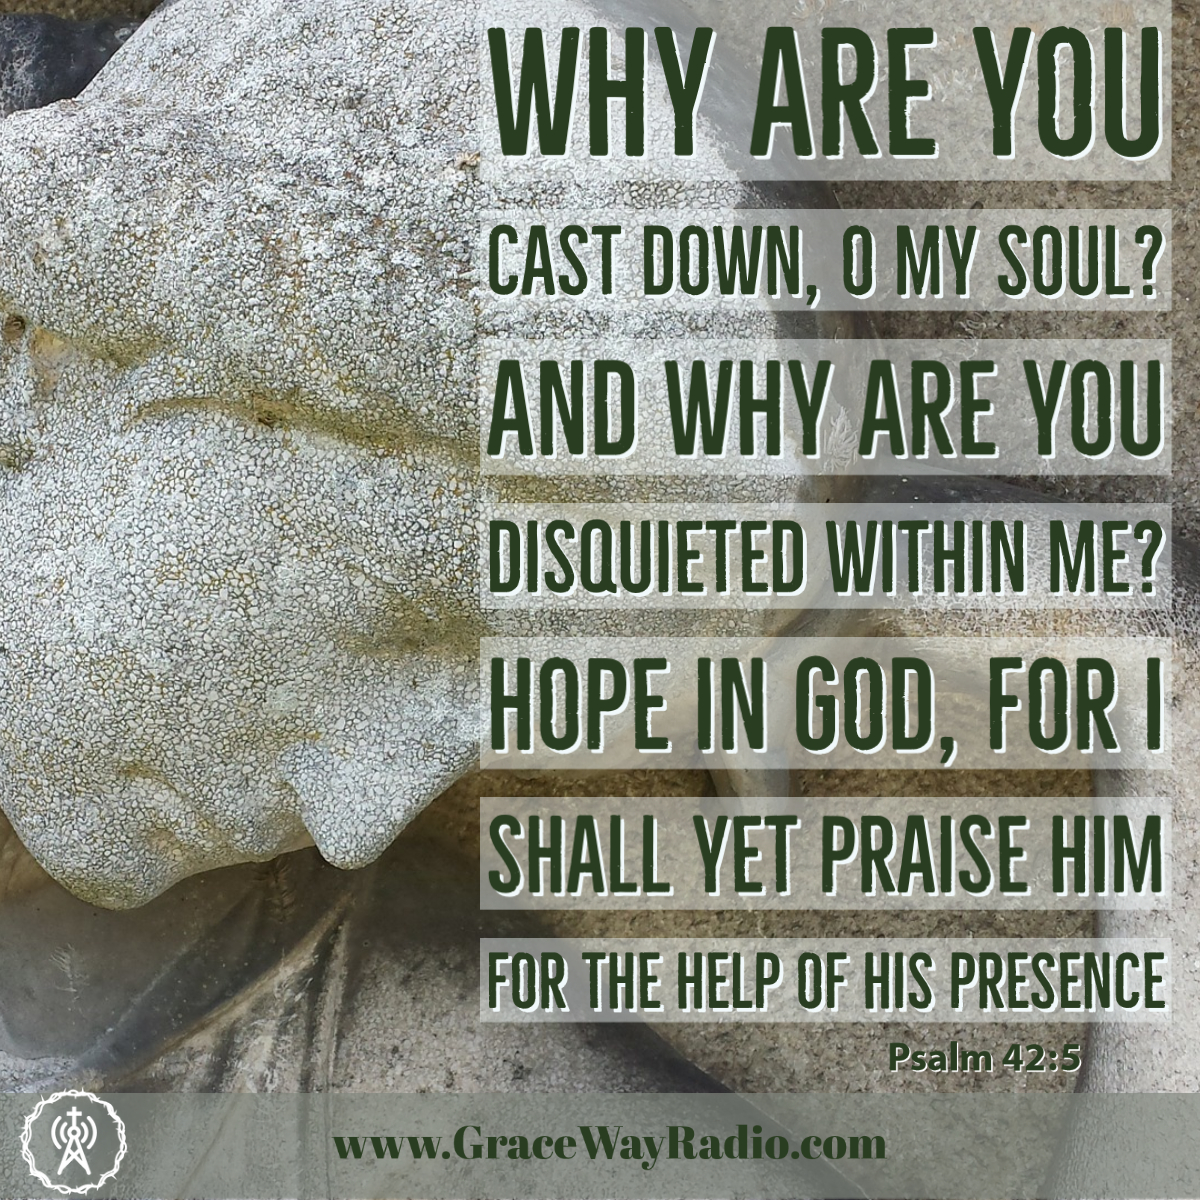 WHY ARE YOU
CAST DOWN, O MY SOUL?
AND WHY ARE YOU
DISQUIETED WITHIN ME?
HOPE IN GOD, FOR I
SHALL YET PRAISE HIM
FOR THE HELP OF HIS PRESENCE
Psalm 42:5
www.GraceWayRadio.com